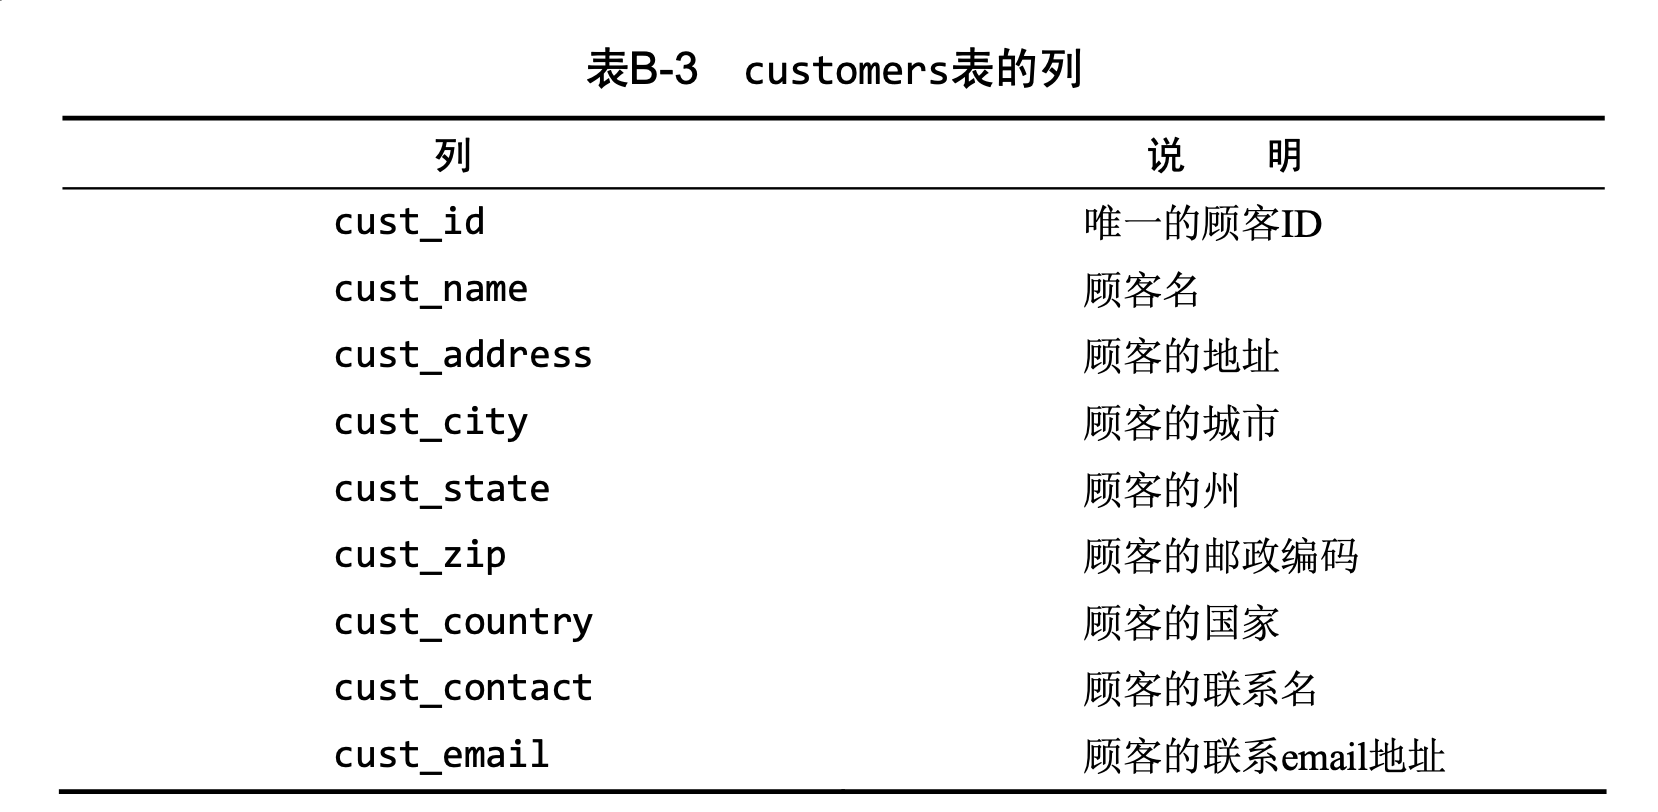 表B-3 customers表的列
列 说 明
cust_id 唯一的顾客ID
cust_name 顾客名
cust_address 顾客的地址
cust_city 顾客的城市
cust_state 顾客的州
cust_zip 顾客的邮政编码
cust_country 顾客的国家
cust_contact 顾客的联系名
cust_email 顾客的联系email地址